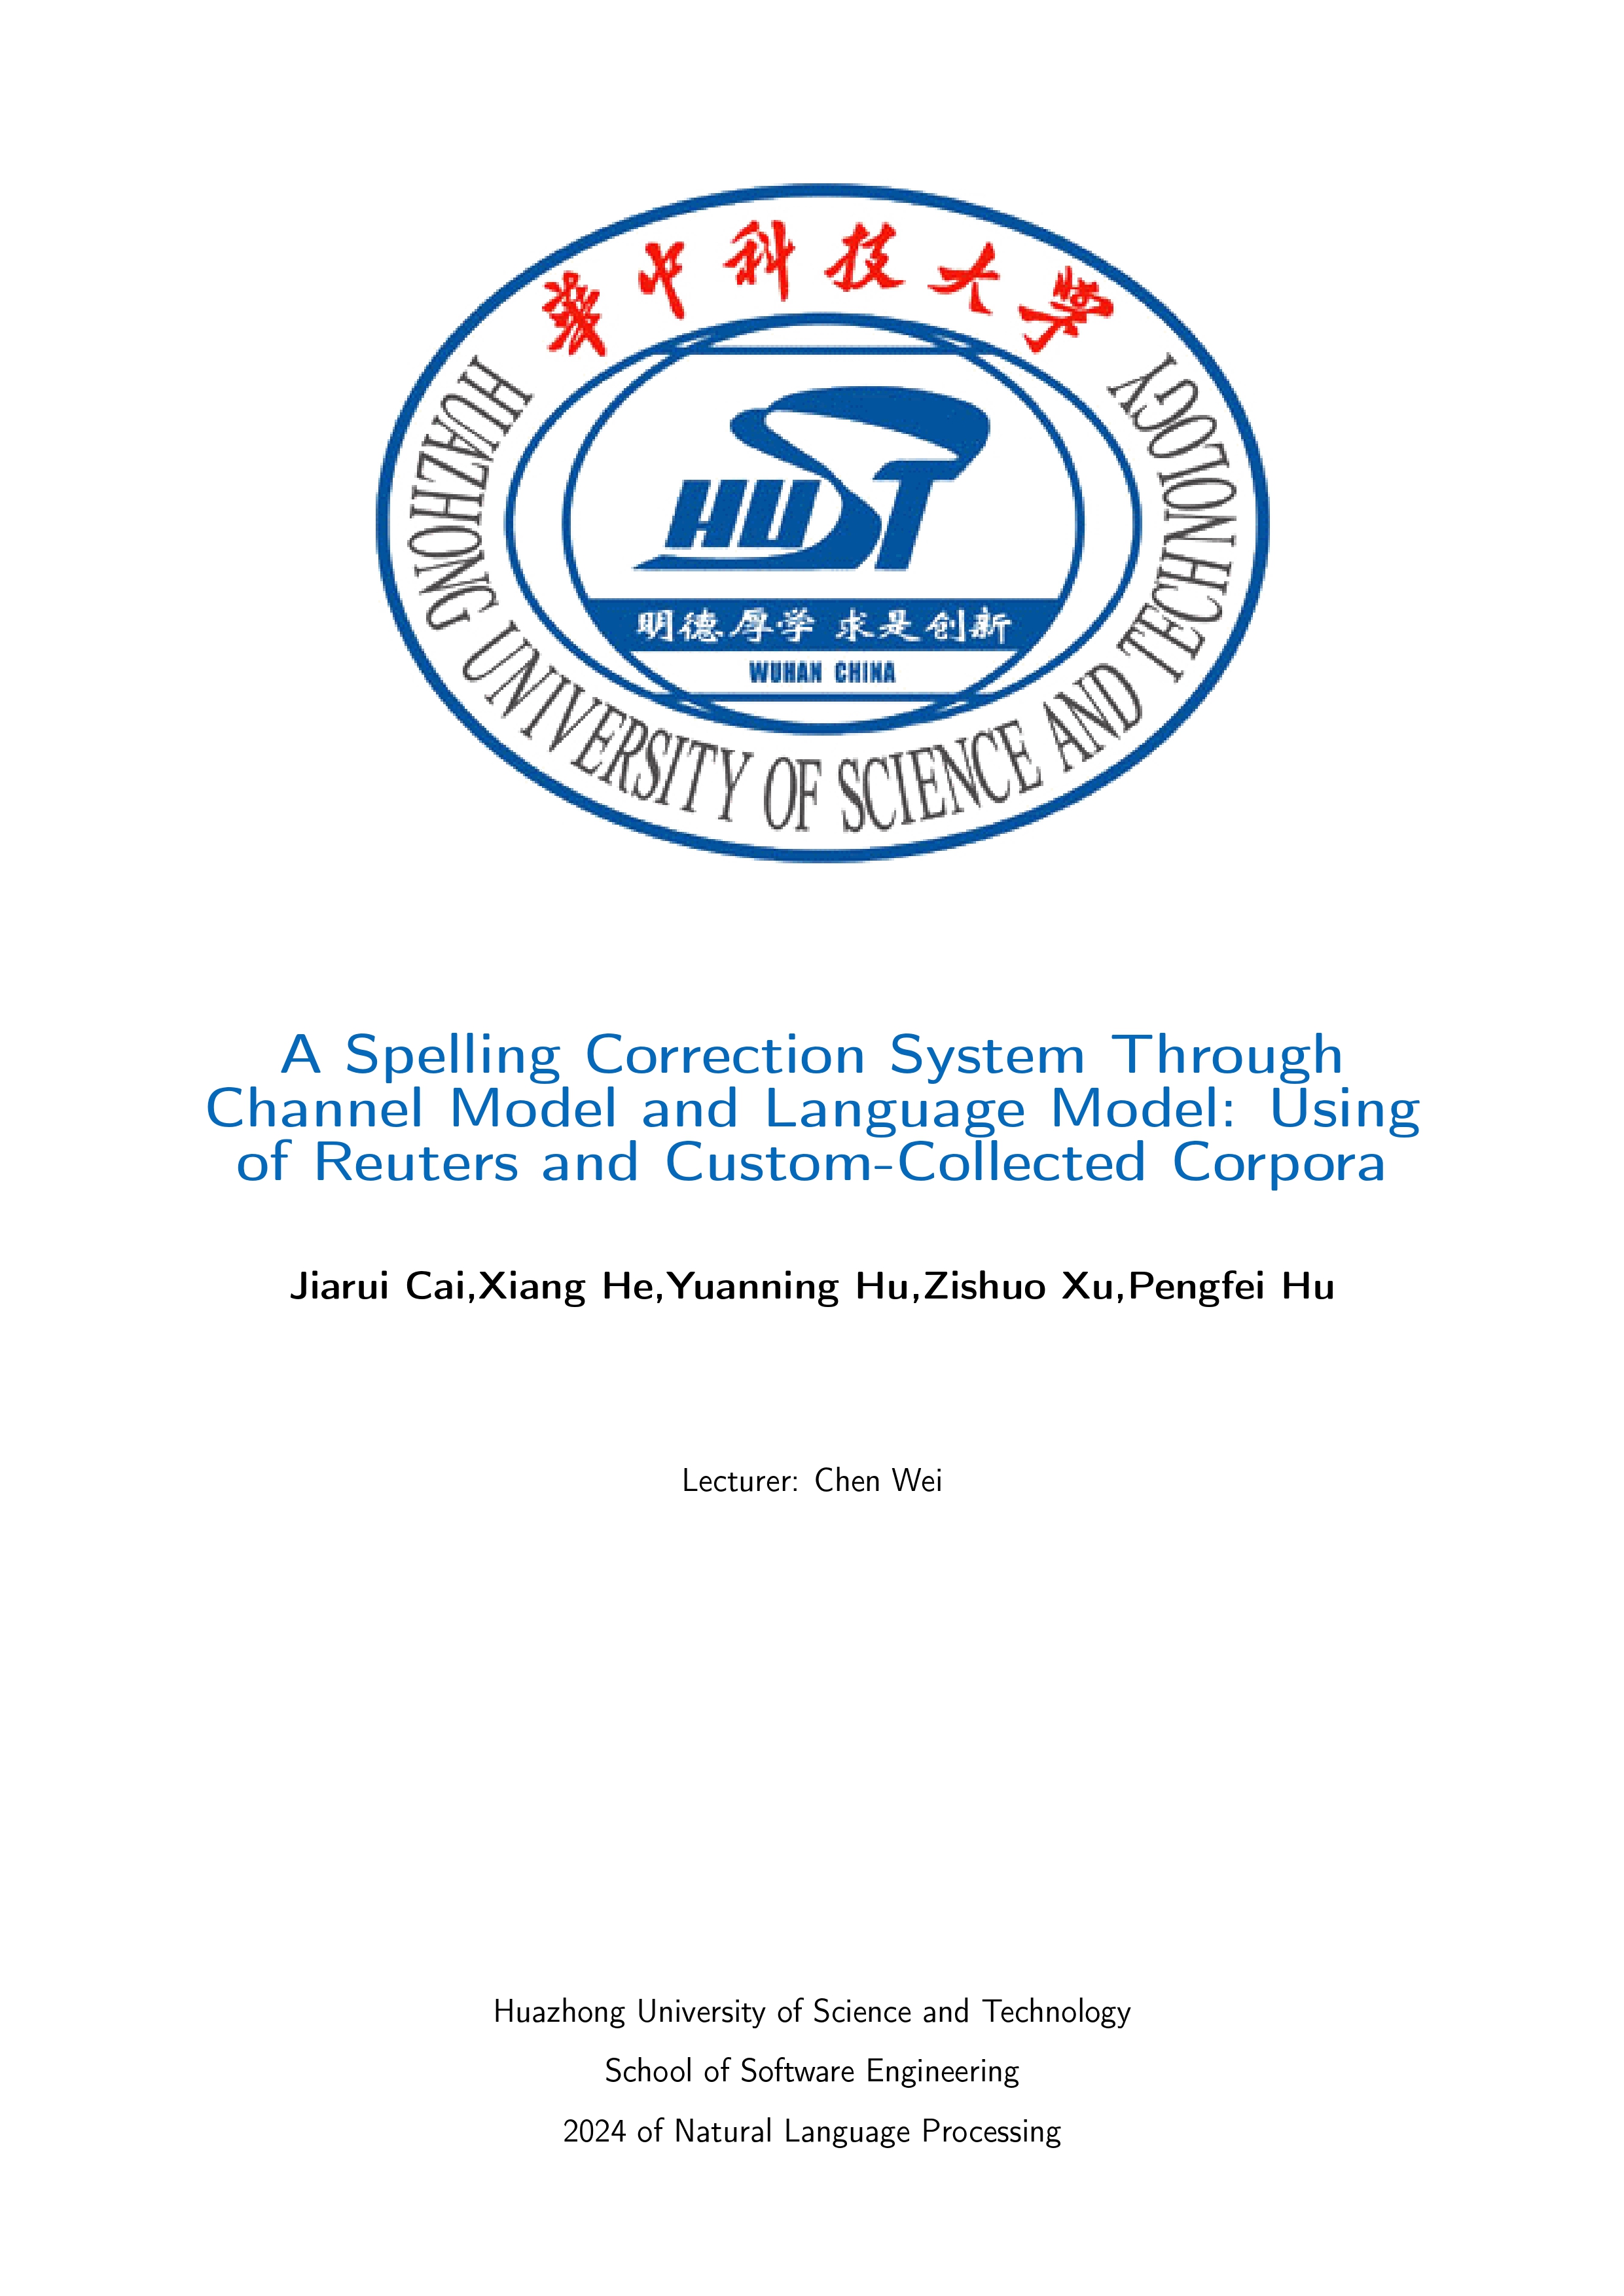 華中科技大學
HUAZHONG UNIVERSITY OF SCIENCE AND TECHNOLOGY
HUST
明德厚学 求是创新
WUHAN CHINA
A Spelling Correction System Through
Channel Model and Language Model: Using
of Reuters and Custom-Collected Corpora
Jiarui Cai,Xiang He,Yuanning Hu,Zishuo Xu,Pengfei Hu
Lecturer: Chen Wei
Huazhong University of Science and Technology
School of Software Engineering
2024 of Natural Language Processing